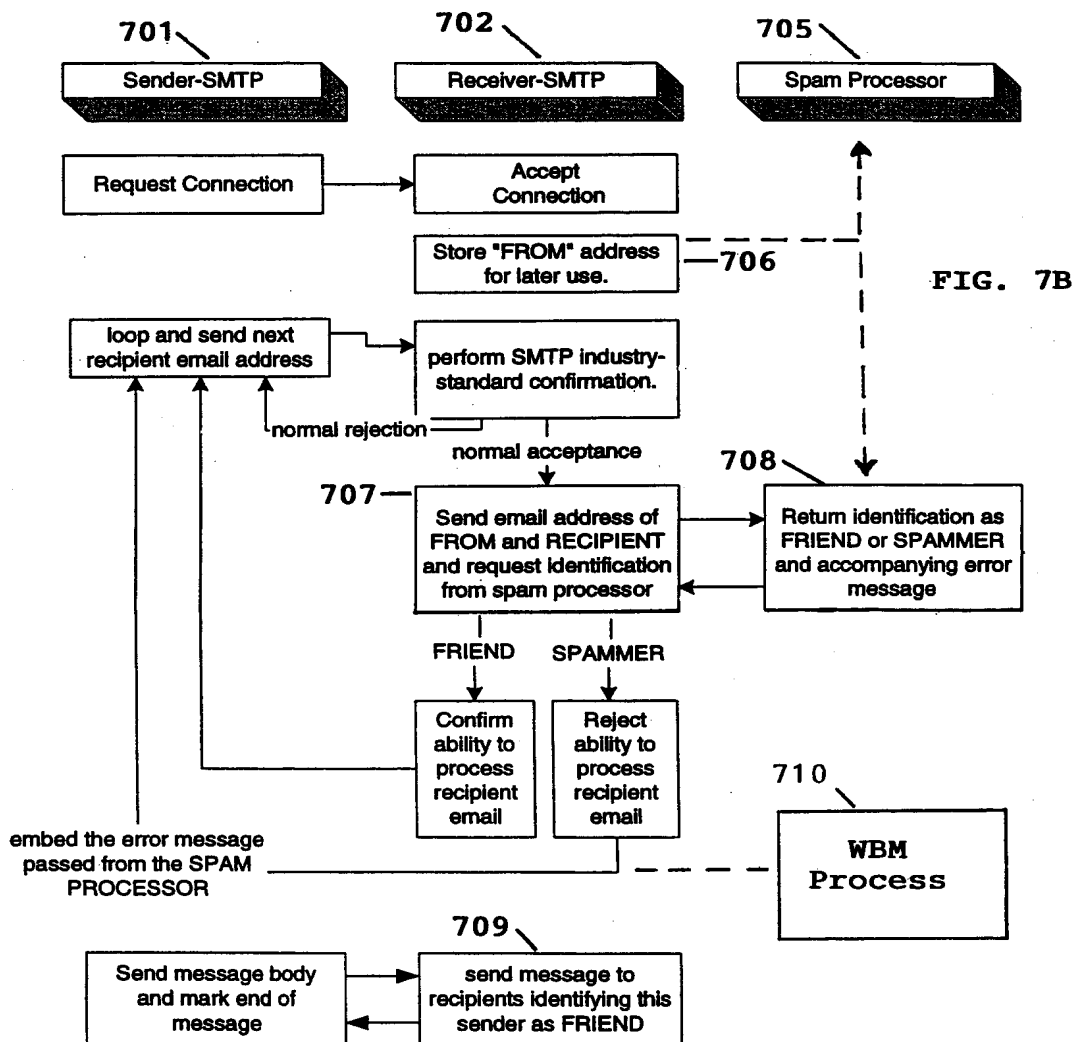 701
702
705
Sender-SMTP
Receiver-SMTP
Spam Processor
Request Connection
Accept
Connection
Store "FROM" address
for later use.
706
FIG. 7B
loop and send next
recipient email address
perform SMTP industry-
standard confirmation.
normal rejection
normal acceptance
707
708
Send email address of
FROM and RECIPIENT
and request identification
from spam processor
Return identification as
FRIEND or SPAMMER
and accompanying error
message
FRIEND
SPAMMER
Confirm
ability to
process
recipient
email
Reject
ability to
process
recipient
email
710
WBM
Process
embed the error message
passed from the SPAM
PROCESSOR
709
Send message body
and mark end of
message
send message to
recipients identifying this
sender as FRIEND